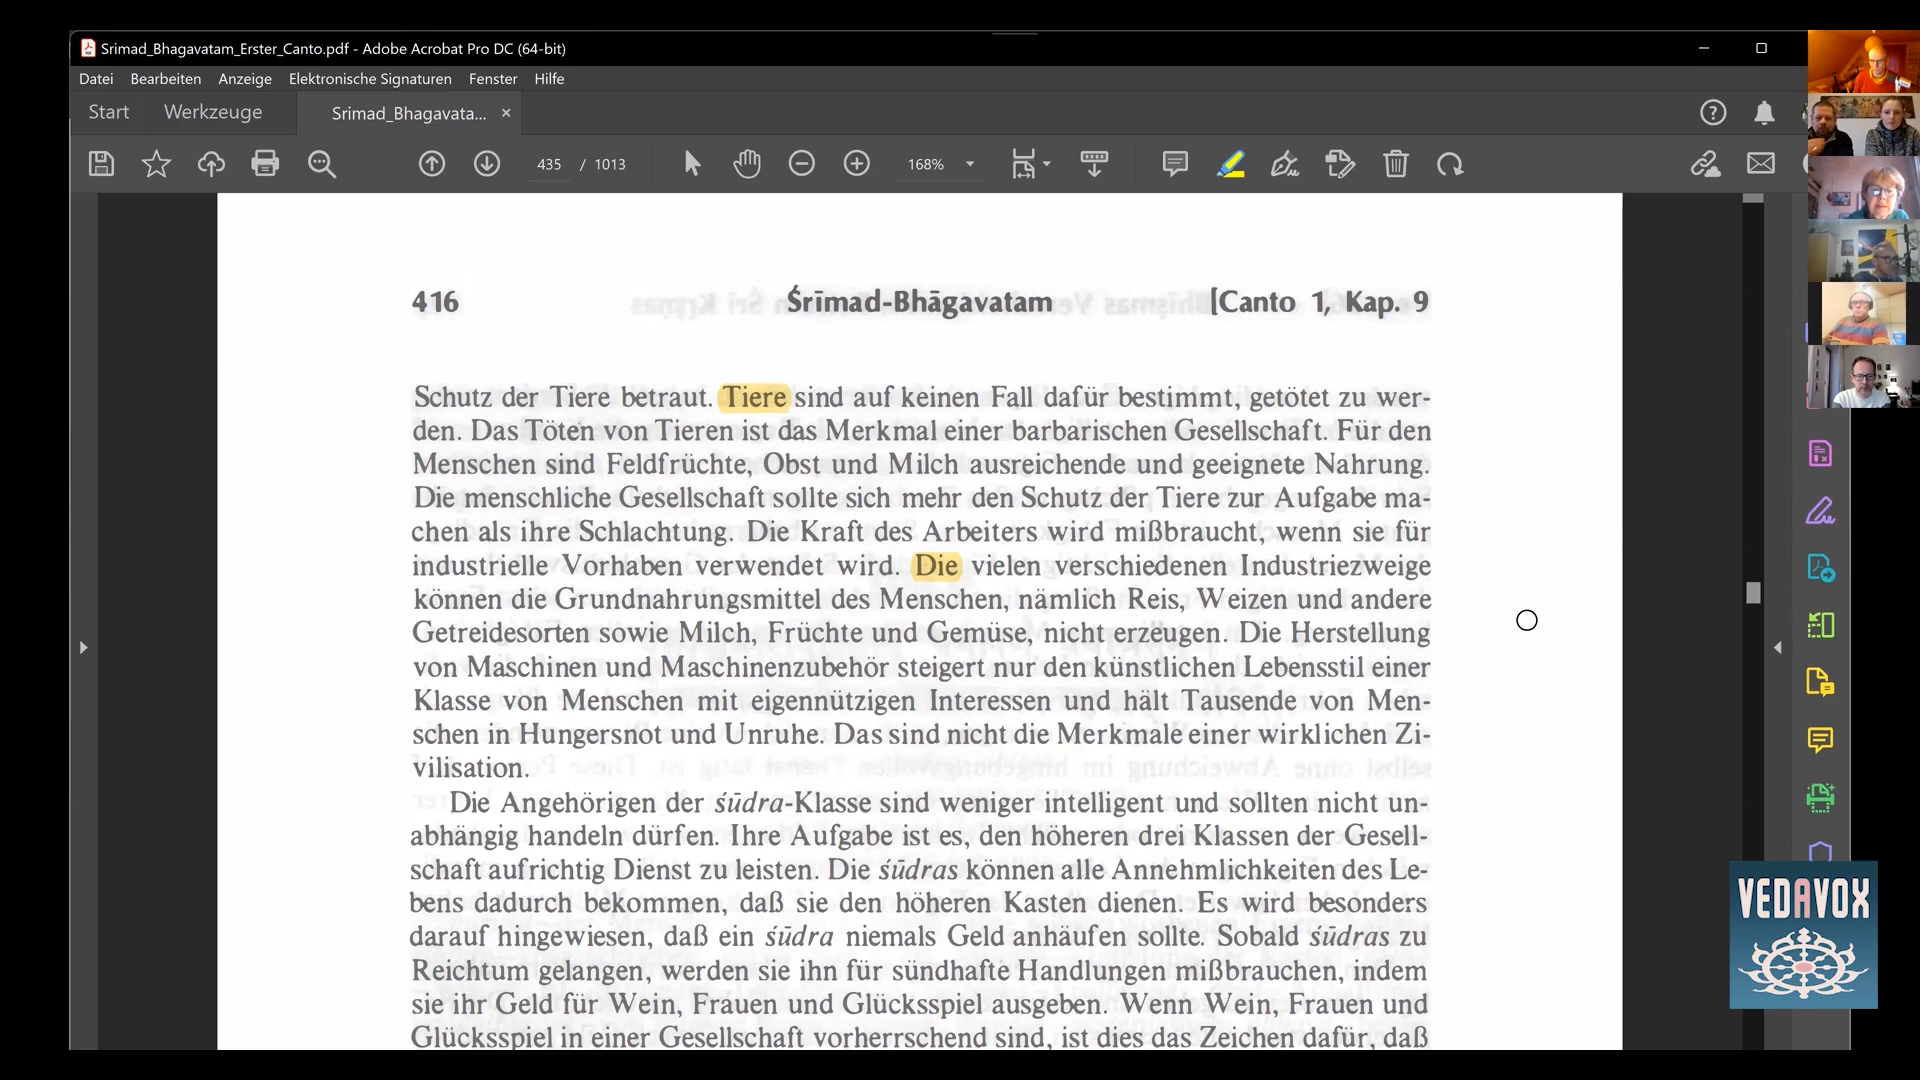 Srimad_Bhagavatam_Erster_Canto.pdf - Adobe Acrobat Pro DC (64-bit)
Datei Bearbeiten Anzeige Elektronische Signaturen Fenster Hilfe
Start Werkzeuge Srimad_Bhagavata... ×
435 / 1013 168%
416 Śrīmad-Bhāgavatam [Canto 1, Kap. 9
Schutz der Tiere betraut. Tiere sind auf keinen Fall dafür bestimmt, getötet zu wer-
den. Das Töten von Tieren ist das Merkmal einer barbarischen Gesellschaft. Für den
Menschen sind Feldfrüchte, Obst und Milch ausreichende und geeignete Nahrung.
Die menschliche Gesellschaft sollte sich mehr den Schutz der Tiere zur Aufgabe ma-
chen als ihre Schlachtung. Die Kraft des Arbeiters wird mißbraucht, wenn sie für
industrielle Vorhaben verwendet wird. Die vielen verschiedenen Industriezweige
können die Grundnahrungsmittel des Menschen, nämlich Reis, Weizen und andere
Getreidesorten sowie Milch, Früchte und Gemüse, nicht erzeugen. Die Herstellung
von Maschinen und Maschinenzubehör steigert nur den künstlichen Lebensstil einer
Klasse von Menschen mit eigennützigen Interessen und hält Tausende von Men-
schen in Hungersnot und Unruhe. Das sind nicht die Merkmale einer wirklichen Zi-
vilisation.
Die Angehörigen der śūdra-Klasse sind weniger intelligent und sollten nicht un-
abhängig handeln dürfen. Ihre Aufgabe ist es, den höheren drei Klassen der Gesell-
schaft aufrichtig Dienst zu leisten. Die śūdras können alle Annehmlichkeiten des Le-
bens dadurch bekommen, daß sie den höheren Kasten dienen. Es wird besonders
darauf hingewiesen, daß ein śūdra niemals Geld anhäufen sollte. Sobald śūdras zu
Reichtum gelangen, werden sie ihn für sündhafte Handlungen mißbrauchen, indem
sie ihr Geld für Wein, Frauen und Glücksspiel ausgeben. Wenn Wein, Frauen und
Glücksspiel in einer Gesellschaft vorherrschend sind, ist dies das Zeichen dafür, daß
VEDAVOX